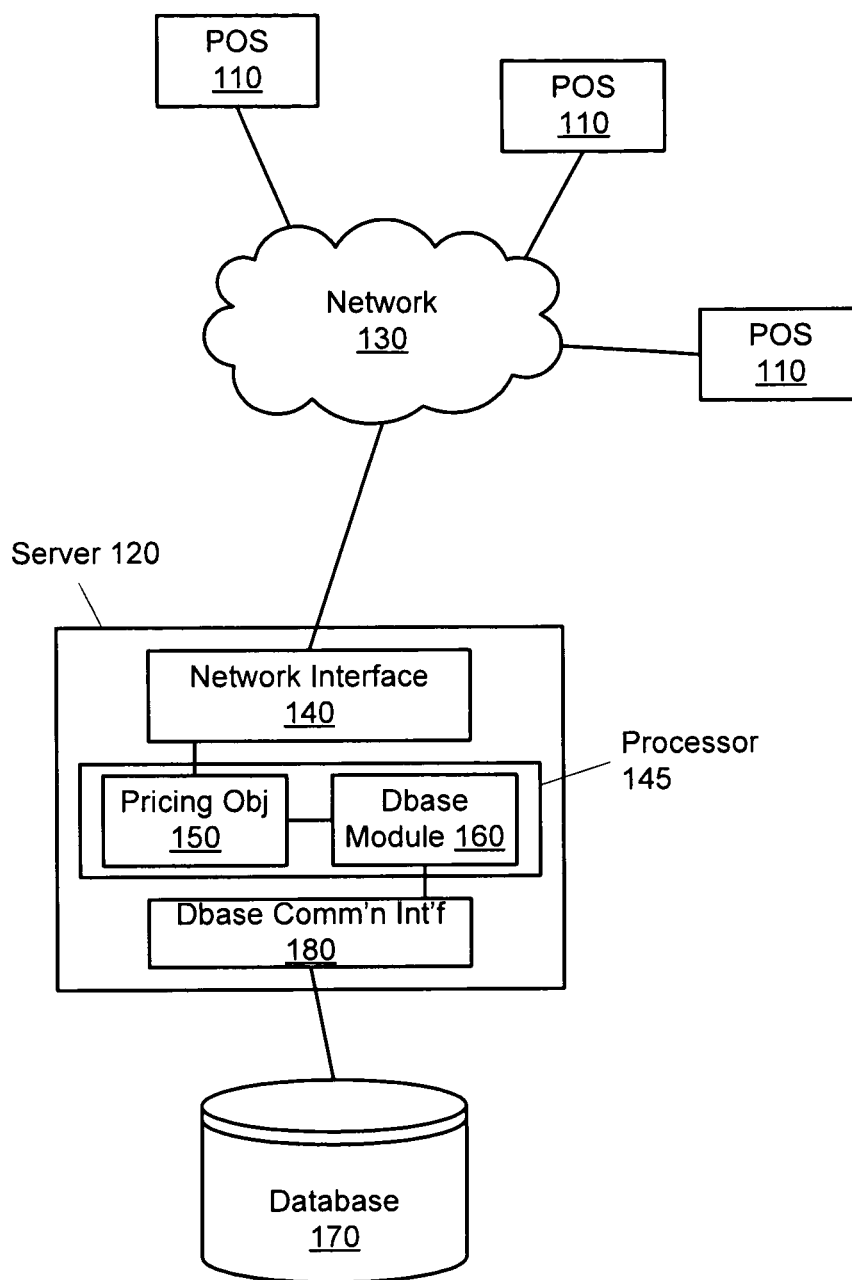 POS
110
POS
110
Network
130
POS
110
Server 120
Network Interface
140
Processor
145
Pricing Obj
150
Dbase
Module 160
Dbase Comm'n Int'f
180
Database
170